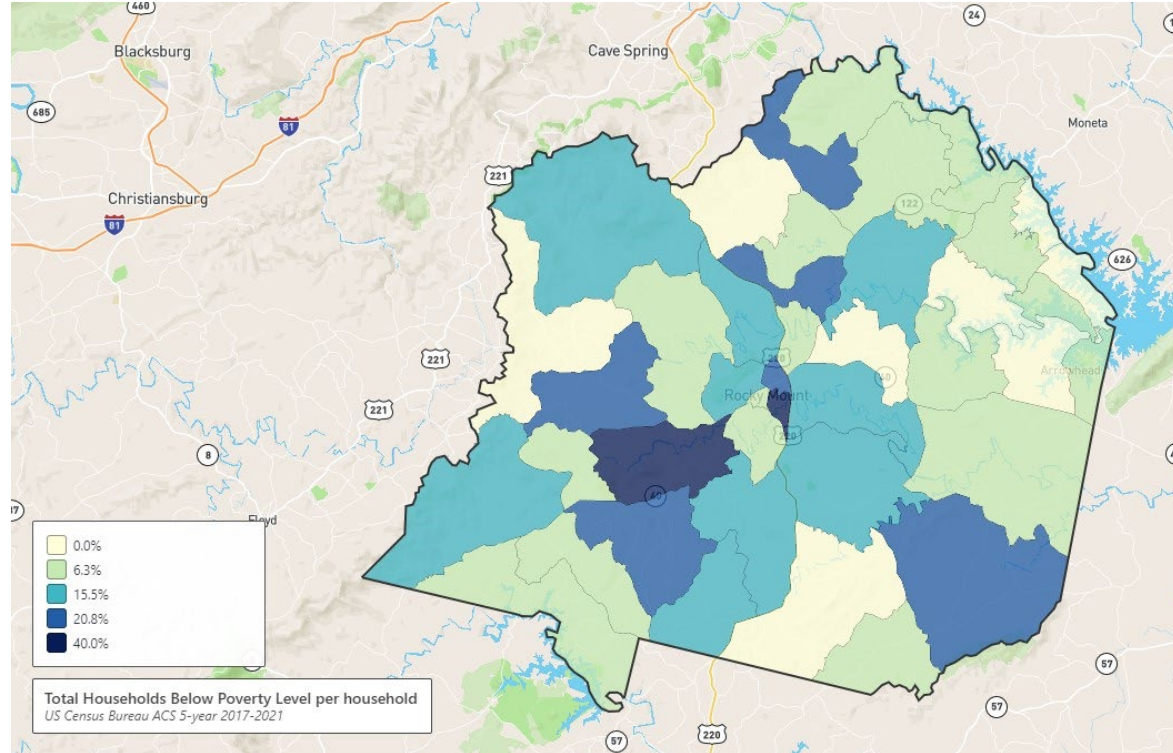 460
24
Blacksburg
Cave Spring
685
81
Moneta
221
Christiansburg
81
122
626
221
220
40
Arrowhead
Rocky Mount
221
220
8
40
Floyd
0.0%
6.3%
15.5%
20.8%
40.0%
57
57
Total Households Below Poverty Level per household
US Census Bureau ACS 5-year 2017-2021
57
220